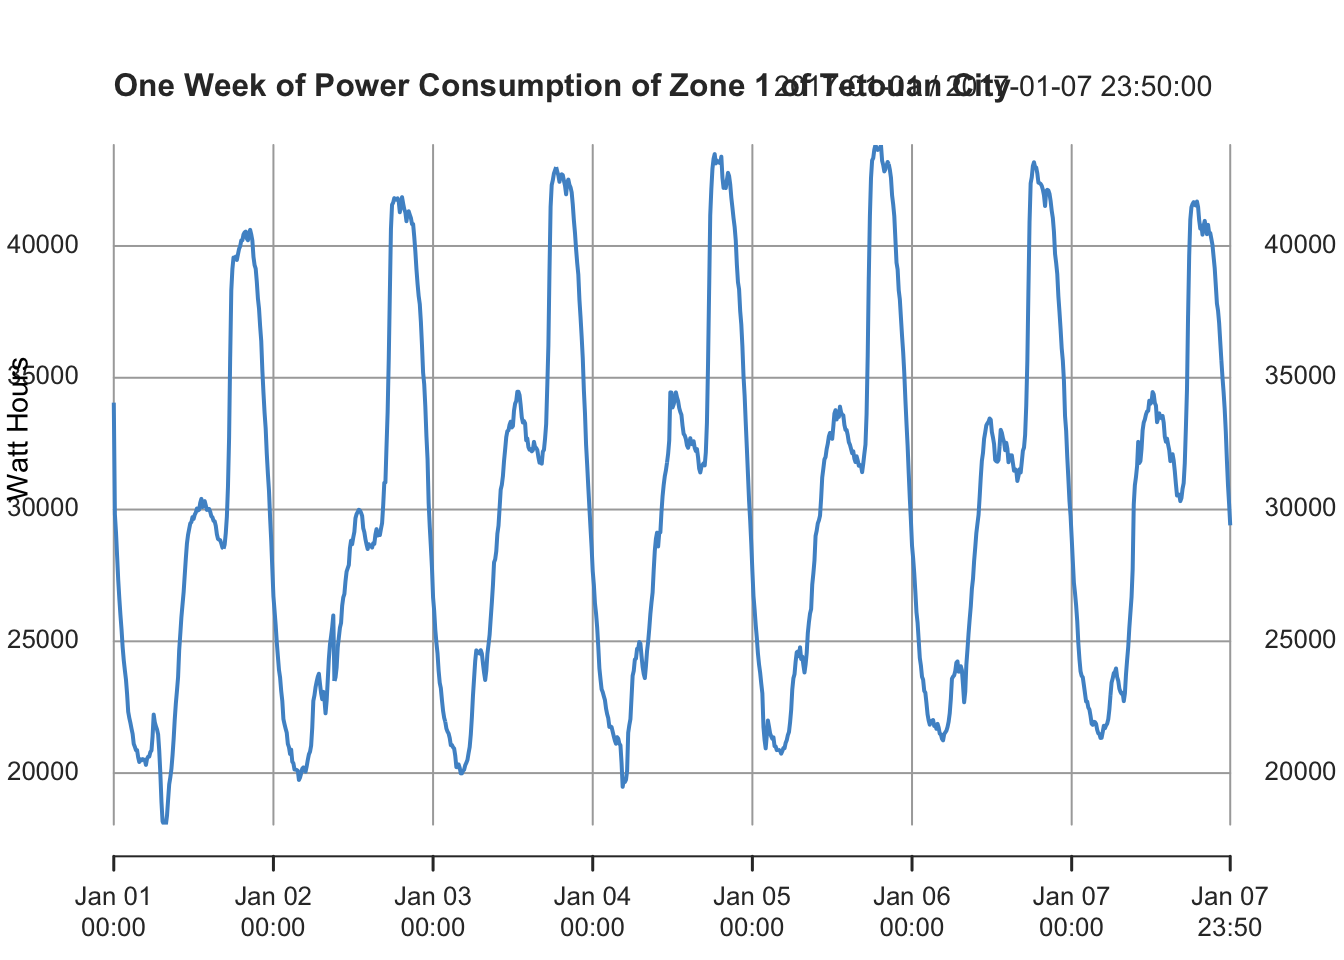 One Week of Power Consumption of Zone 1 of Tetouan City
2017-01-01 / 2017-01-07 23:50:00
40000
40000
35000
35000
Watt Hours
30000
30000
25000
25000
20000
20000
Jan 01 Jan 02 Jan 03 Jan 04 Jan 05 Jan 06 Jan 07 Jan 07
00:00 00:00 00:00 00:00 00:00 00:00 00:00 23:50